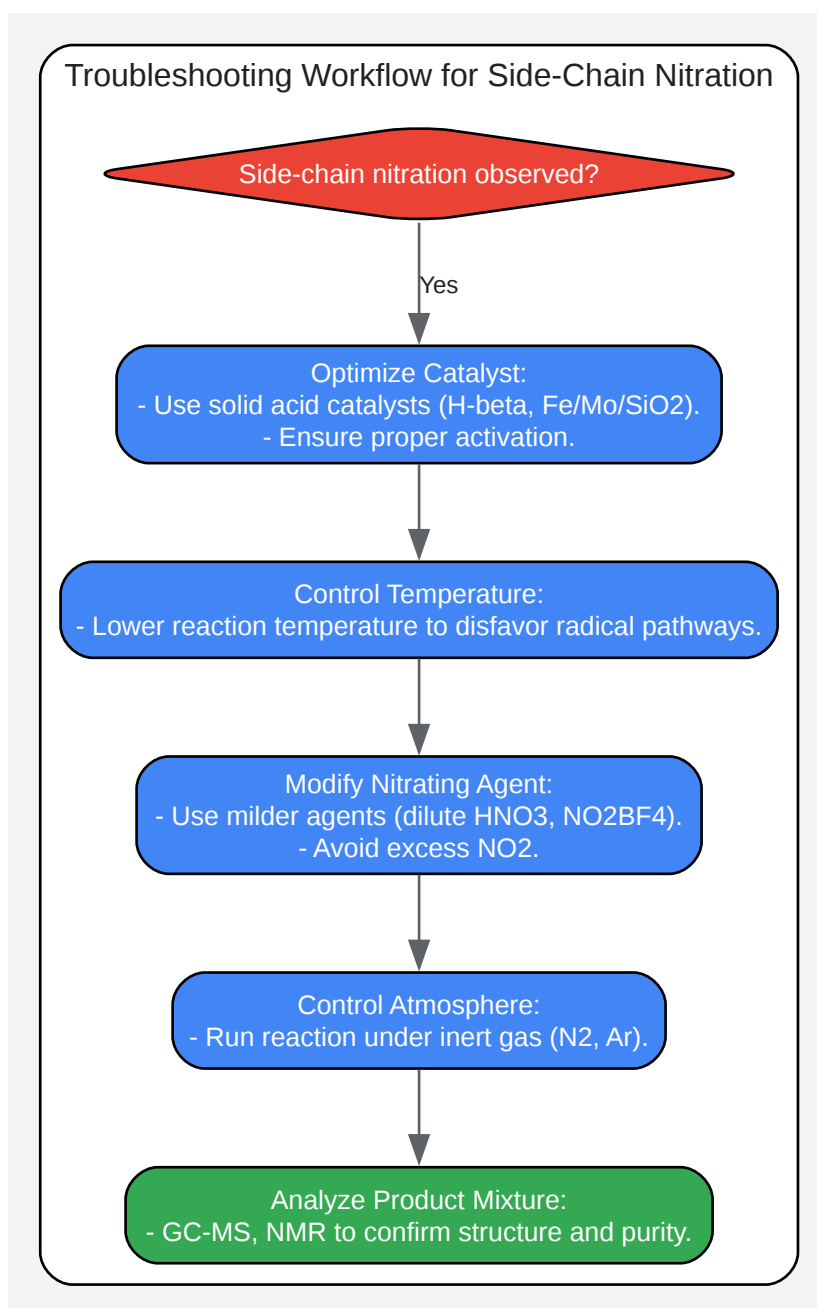 Troubleshooting Workflow for Side-Chain Nitration
Side-chain nitration observed?
Yes
Optimize Catalyst:
- Use solid acid catalysts (H-beta, Fe/Mo/SiO2).
- Ensure proper activation.
Control Temperature:
- Lower reaction temperature to disfavor radical pathways.
Modify Nitrating Agent:
- Use milder agents (dilute HNO3, NO2BF4).
- Avoid excess NO2.
Control Atmosphere:
- Run reaction under inert gas (N2, Ar).
Analyze Product Mixture:
- GC-MS, NMR to confirm structure and purity.